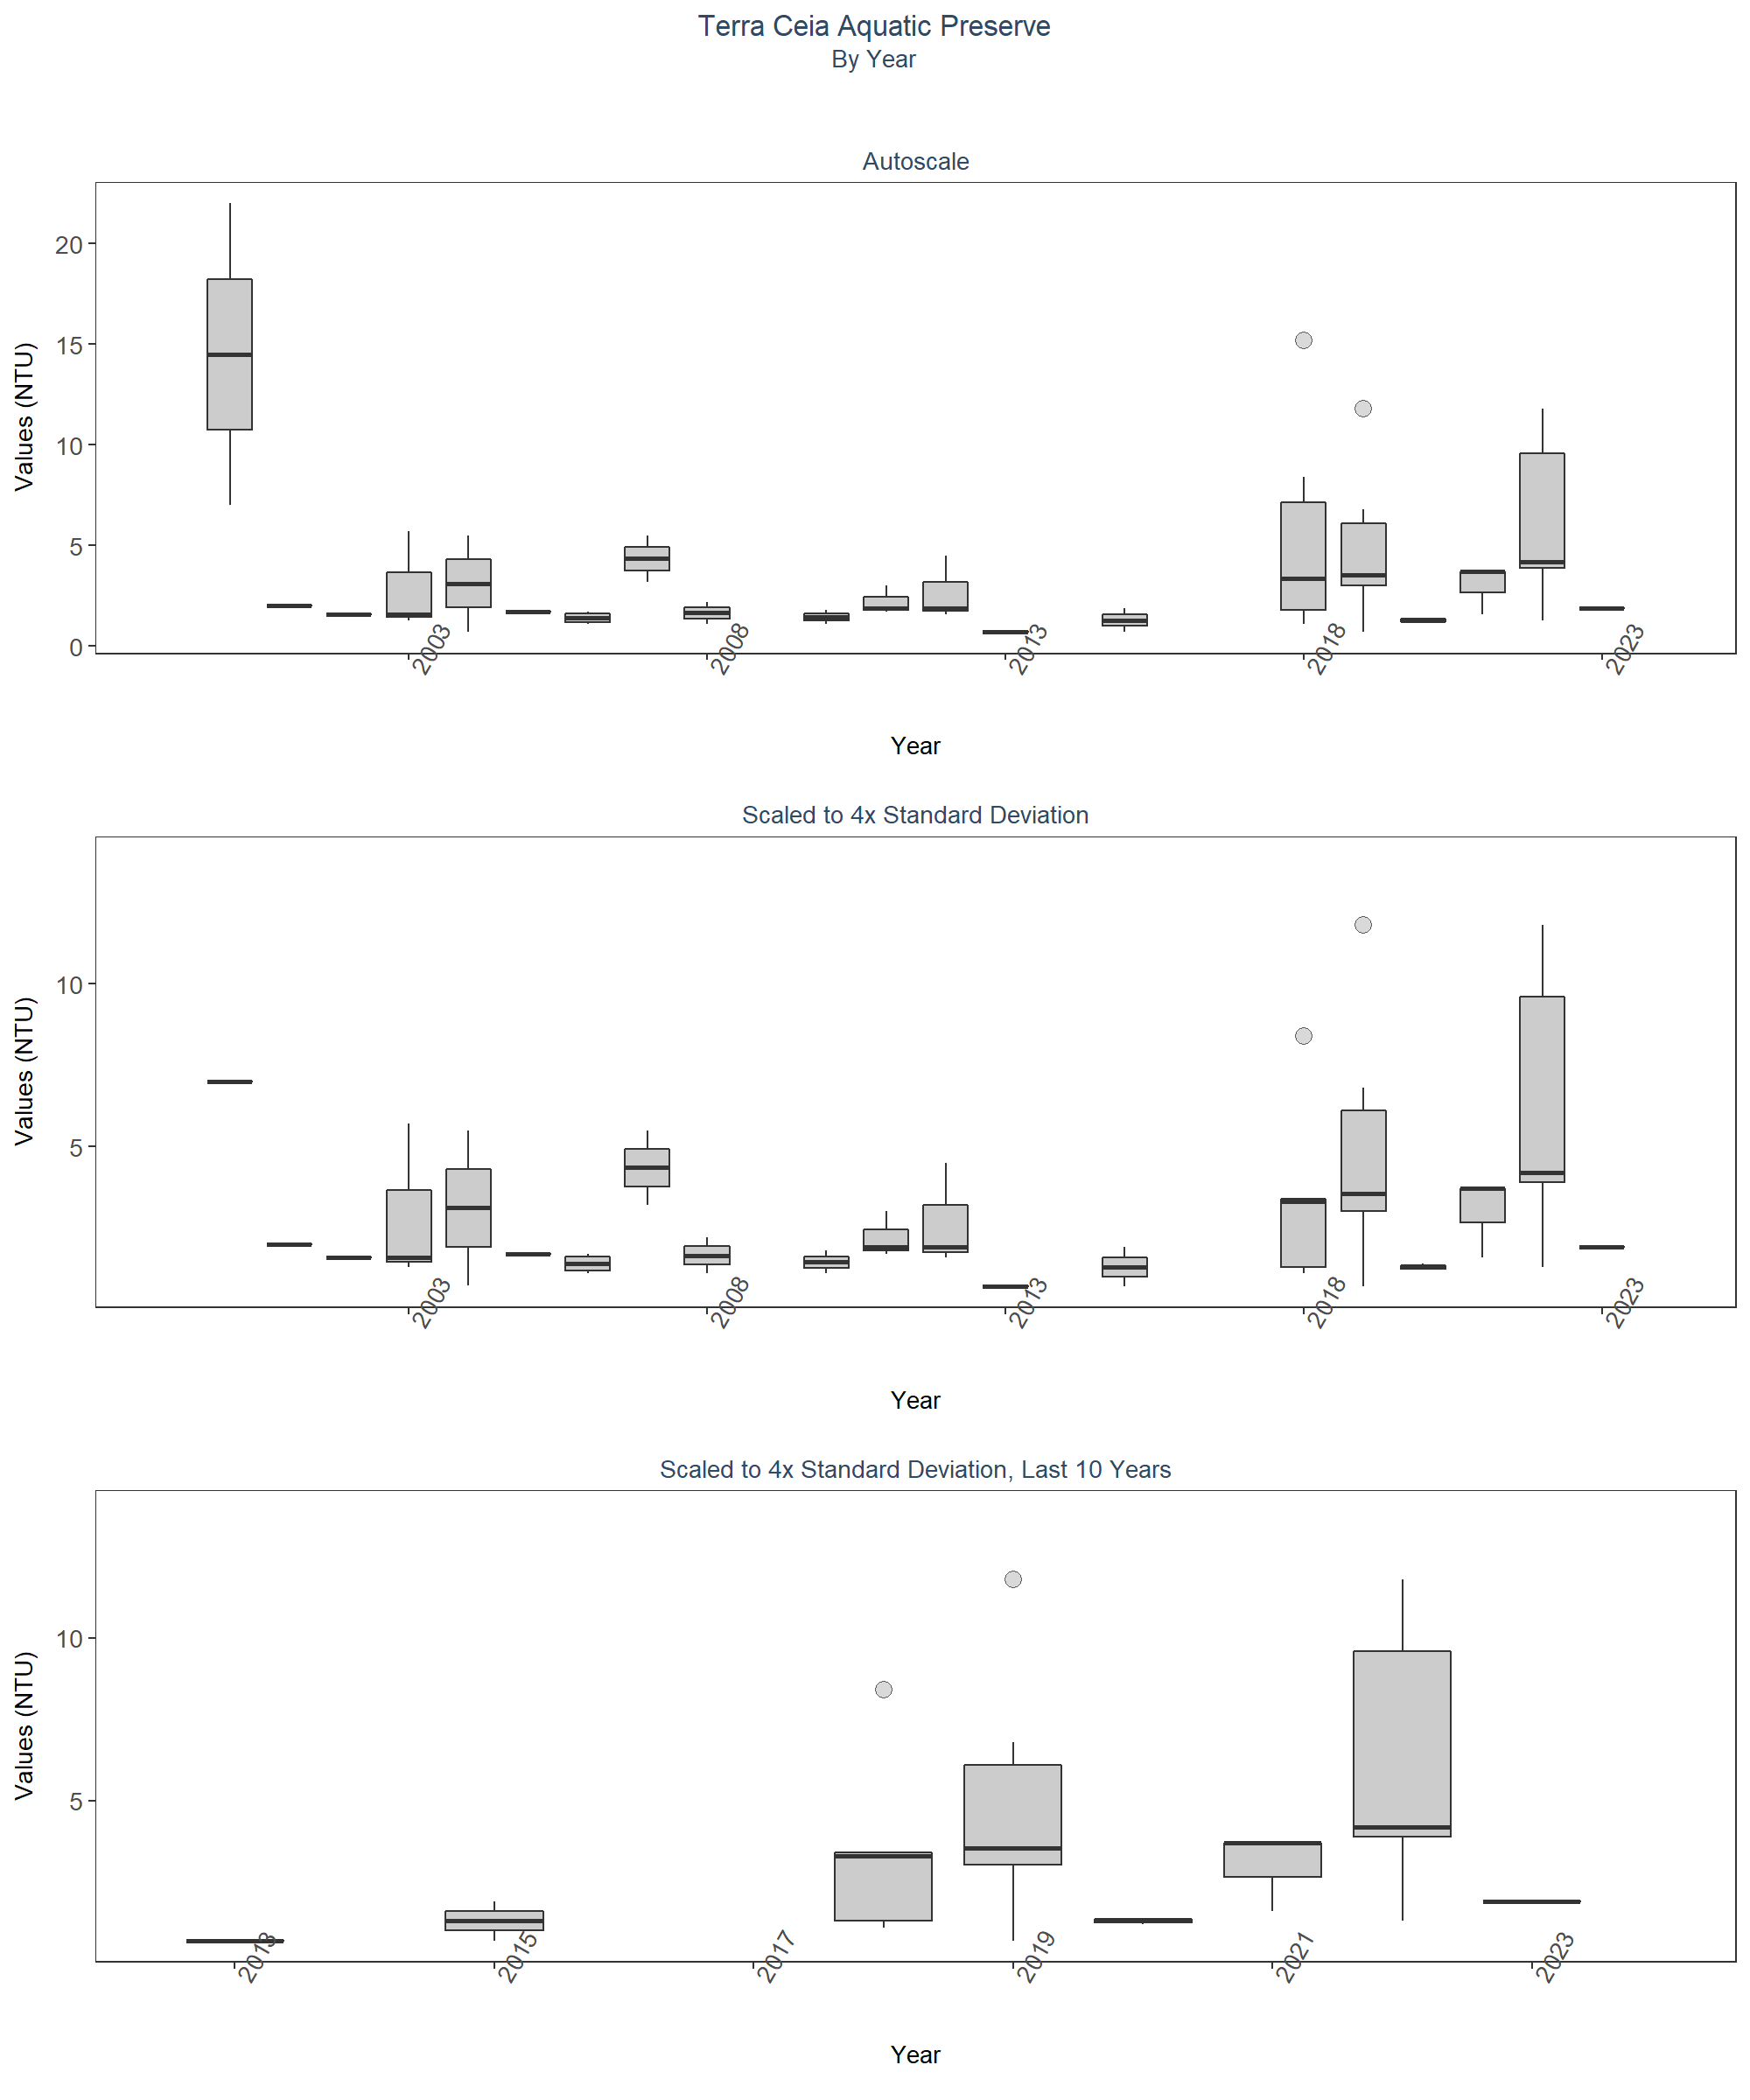 Terra Ceia Aquatic Preserve
By Year
Autoscale
Values (NTU)
20
15
10
5
0
2003
2008
2013
2018
2023
Year
Scaled to 4x Standard Deviation
Values (NTU)
10
5
2003
2008
2013
2018
2023
Year
Scaled to 4x Standard Deviation, Last 10 Years
Values (NTU)
10
5
2013
2015
2017
2019
2021
2023
Year